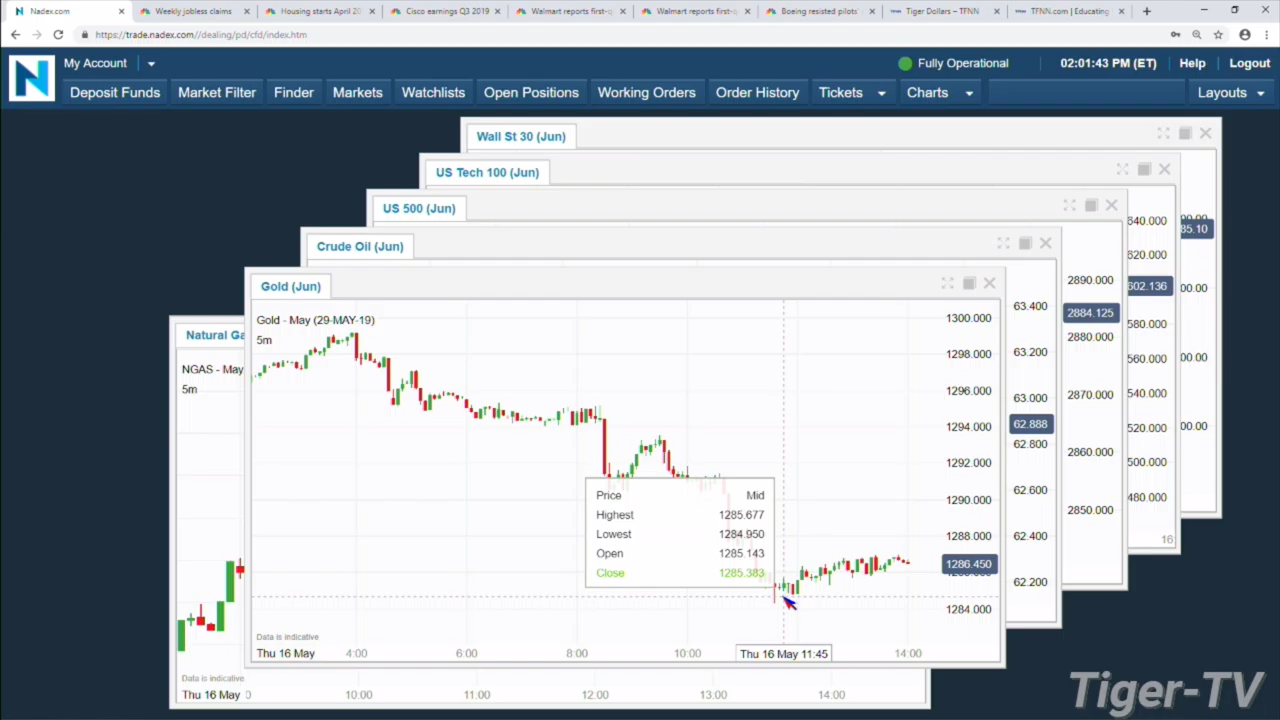 Nadex.com
Weekly jobless claims
Housing starts April 20
Cisco earnings Q3 2019
Walmart reports first-q
Walmart reports first-q
Boeing resisted pilots'
Tiger Dollars – TFNN
TFNN.com | Educating
https://trade.nadex.com//dealing/pd/cfd/index.htm
N
My Account
Fully Operational
02:01:43 PM (ET)
Help
Logout
Deposit Funds
Market Filter
Finder
Markets
Watchlists
Open Positions
Working Orders
Order History
Tickets
Charts
Layouts
Wall St 30 (Jun)
US Tech 100 (Jun)
US 500 (Jun)
Crude Oil (Jun)
Gold (Jun)
Natural Ga
NGAS - May
5m
Gold - May (29-MAY-19)
5m
1300.000
1298.000
1296.000
1294.000
1292.000
1290.000
1288.000
1286.450
1284.000
63.400
63.200
63.000
62.888
62.800
62.600
62.400
62.200
2890.000
2884.125
2880.000
2870.000
2860.000
2850.000
640.000
620.000
602.136
580.000
560.000
540.000
520.000
500.000
480.000
16
85.10
00.00
00.00
00.00
Price Mid
Highest 1285.677
Lowest 1284.950
Open 1285.143
Close 1285.383
Data is indicative
Thu 16 May
4:00
6:00
8:00
10:00
Thu 16 May 11:45
14:00
Data is indicative
Thu 16 May
0
10:00
11:00
12:00
13:00
14:00
Tiger-TV